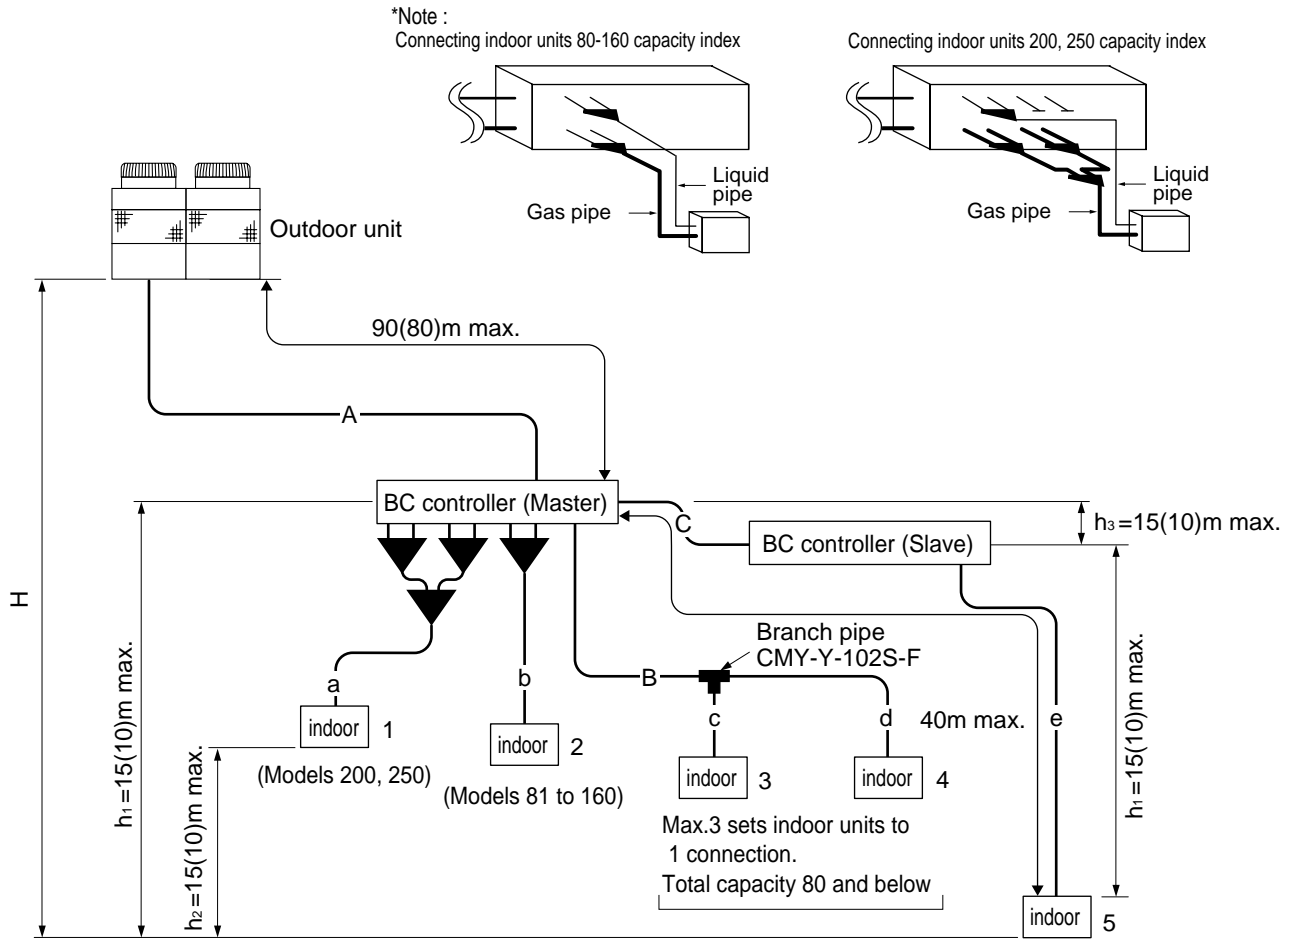 *Note :
Connecting indoor units 80-160 capacity index
Connecting indoor units 200, 250 capacity index
Liquid
pipe
Gas pipe
Liquid
pipe
Gas pipe
Outdoor unit
90(80)m max.
A
BC controller (Master)
C
h3=15(10)m max.
BC controller (Slave)
H
h1=15(10)m max.
h2=15(10)m max.
Branch pipe
CMY-Y-102S-F
a
b
B
c
d
40m max.
e
h1=15(10)m max.
indoor 1
(Models 200, 250)
indoor 2
(Models 81 to 160)
indoor 3
indoor 4
Max.3 sets indoor units to
1 connection.
Total capacity 80 and below
indoor 5